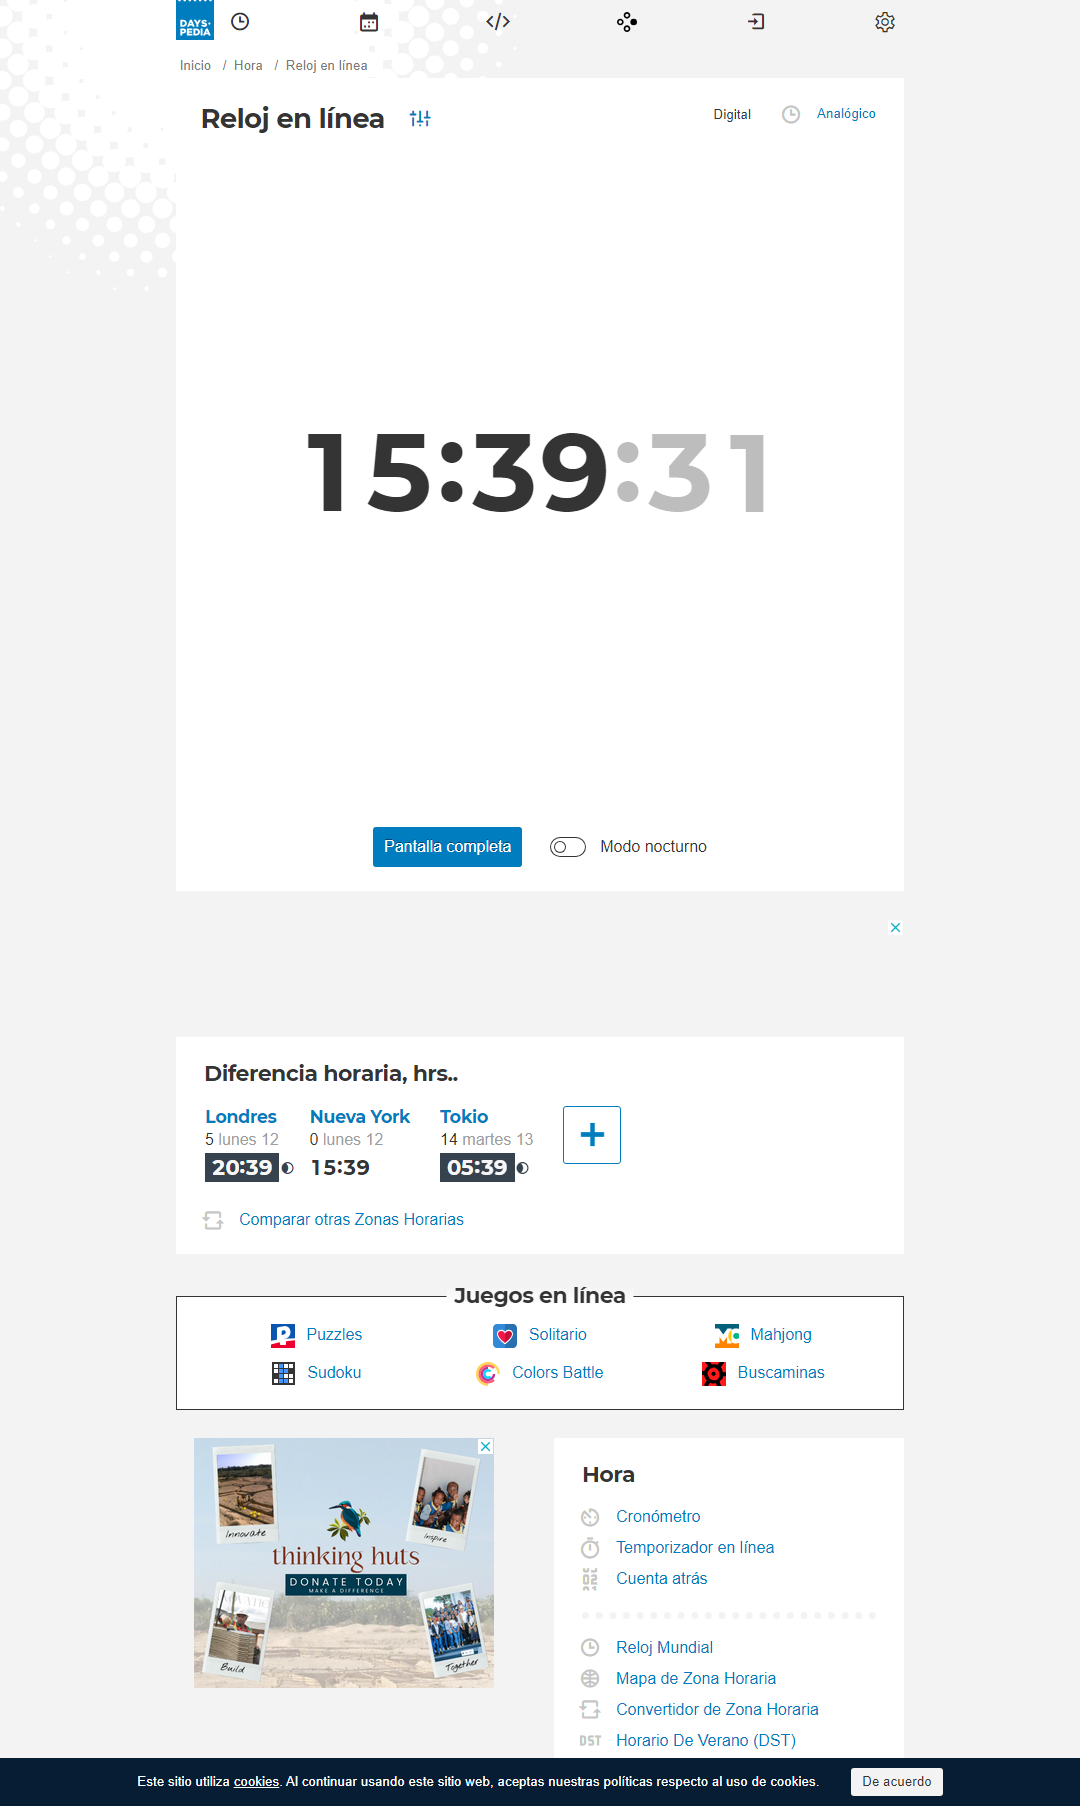 DAYS·
PEDIA
Inicio / Hora / Reloj en línea
Reloj en línea
Digital
Analógico
15:39:31
Pantalla completa
Modo nocturno
Diferencia horaria, hrs..
Londres
5 lunes 12
20:39
Nueva York
0 lunes 12
15:39
Tokio
14 martes 13
05:39
Comparar otras Zonas Horarias
Juegos en línea
Puzzles
Solitario
Mahjong
Sudoku
Colors Battle
Buscaminas
Innovate
Inspire
thinking huts
DONATE TODAY
MAKE A DIFFERENCE
Build
Together
Hora
Cronómetro
Temporizador en línea
02
Cuenta atrás
Reloj Mundial
Mapa de Zona Horaria
Convertidor de Zona Horaria
DST
Horario De Verano (DST)
Este sitio utiliza cookies. Al continuar usando este sitio web, aceptas nuestras políticas respecto al uso de cookies.
De acuerdo